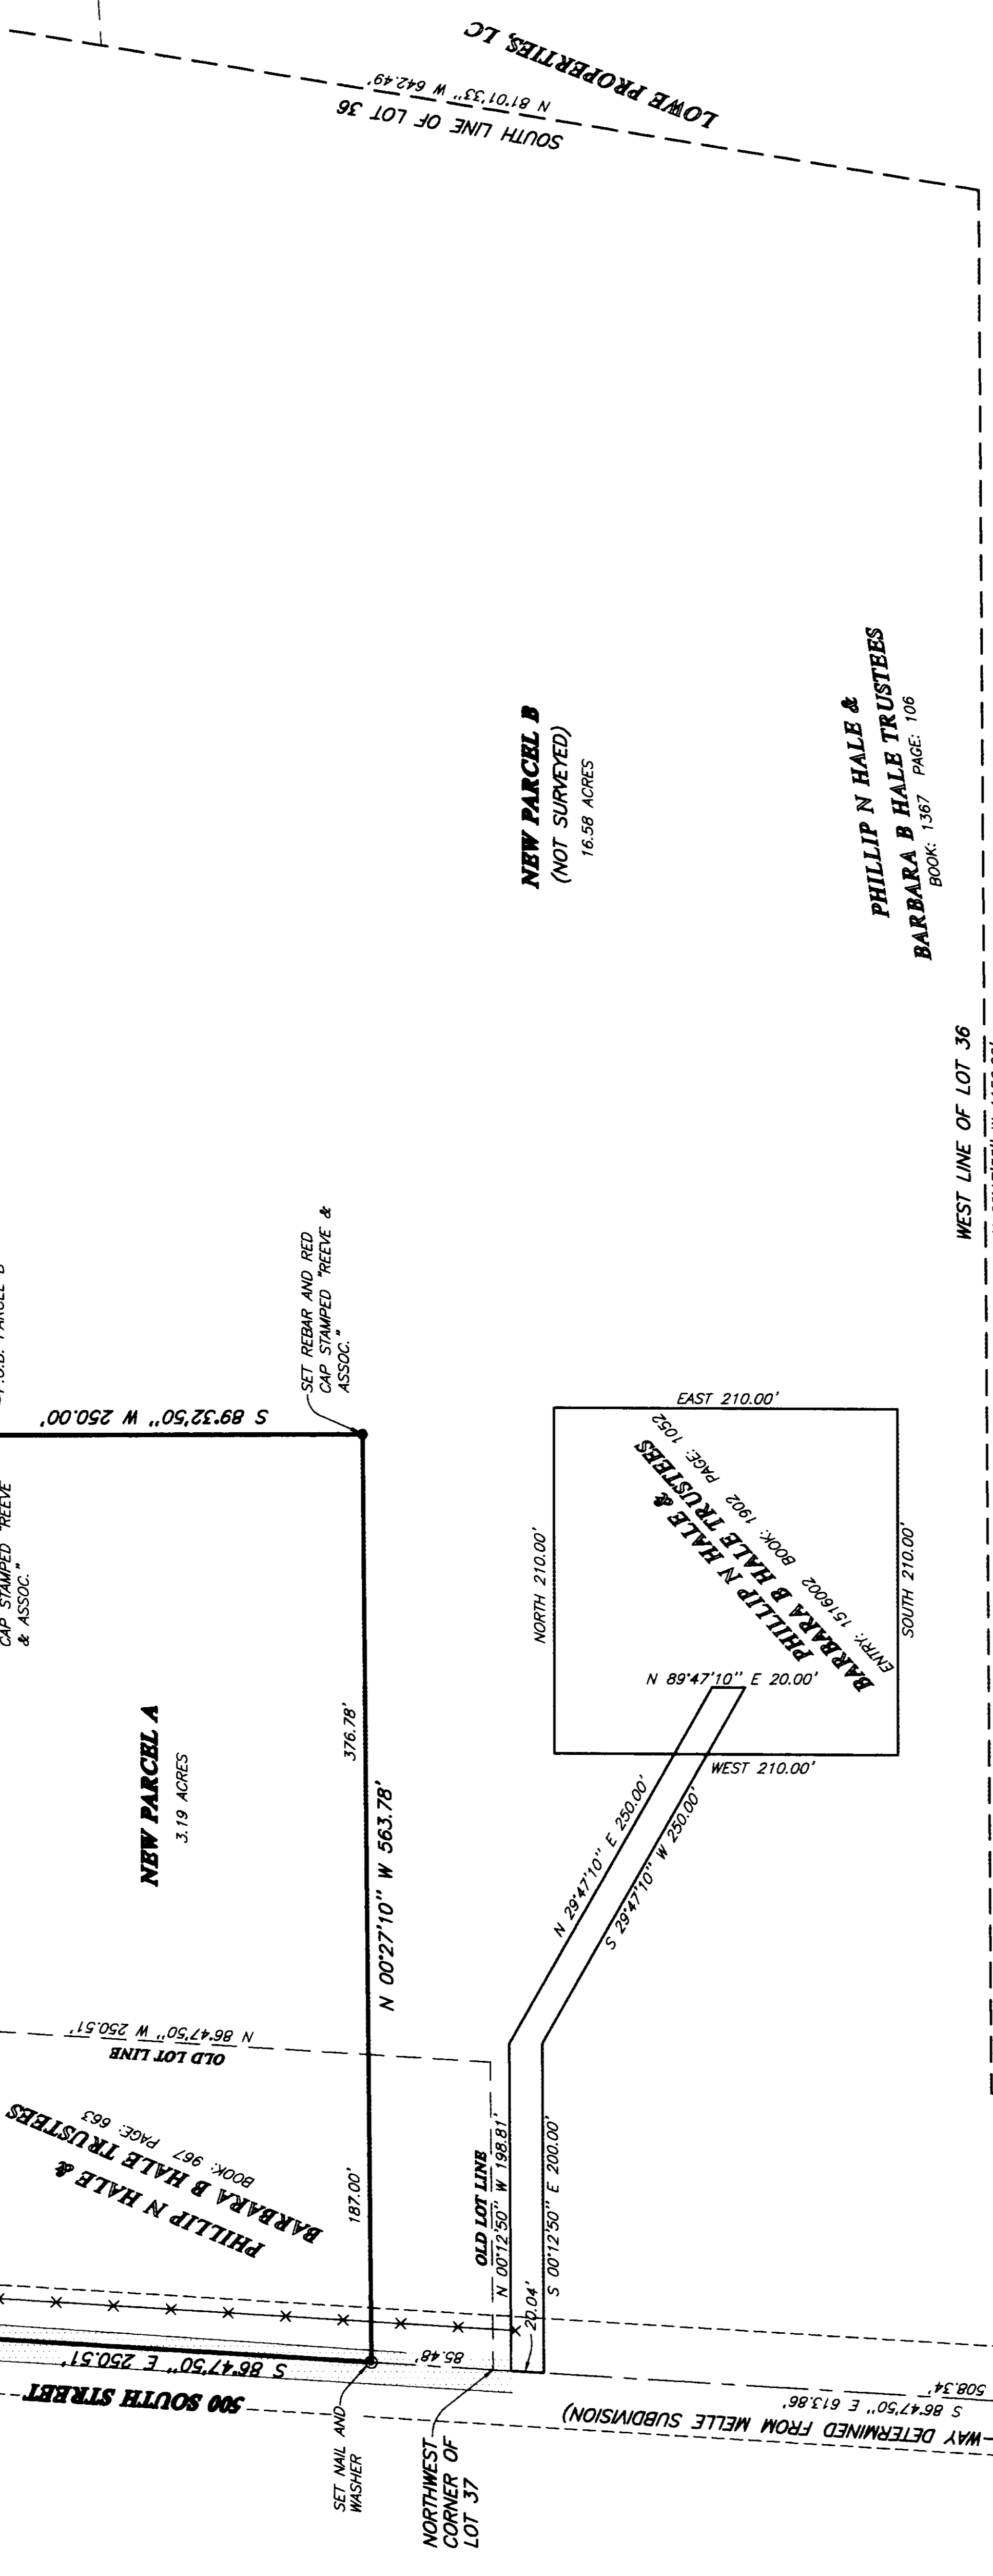 LOWE PROPERTIES, LC
N 81°01'33" W 642.49'
SOUTH LINE OF LOT 36
NEW PARCEL B
(NOT SURVEYED)
16.58 ACRES
PHILLIP N HALE &
BARBARA B HALE TRUSTEES
BOOK: 1367 PAGE: 106
WEST LINE OF LOT 36
P.O.B. PARCEL B
SET REBAR AND RED
CAP STAMPED "REEVE &
ASSOC."
S 89°32'50" W 250.00'
CAP STAMPED "REEVE
& ASSOC."
NEW PARCEL A
3.19 ACRES
376.78'
N 00°27'10" W 563.78'
187.00'
EAST 210.00'
NORTH 210.00'
SOUTH 210.00'
WEST 210.00'
PHILLIP N HALE &
BARBARA B HALE TRUSTEES
ENTRY: 1516002 BOOK: 1902 PAGE: 1052
N 89°47'10" E 20.00'
N 29°47'10" E 250.00'
S 29°47'10" W 250.00'
N 86°47'50" W 250.51'
OLD LOT LINE
PHILLIP N HALE &
BARBARA B HALE TRUSTEES
BOOK: 967 PAGE: 663
OLD LOT LINE
N 00°12'50" W 198.81'
S 00°12'50" E 200.00'
20.04'
85.48'
S 86°47'50" E 250.51'
500 SOUTH STREET
SET NAIL AND
WASHER
NORTHWEST
CORNER OF
LOT 37
508.34'
S 86°47'50" E 613.86'
-WAY DETERMINED FROM MELLE SUBDIVISION)